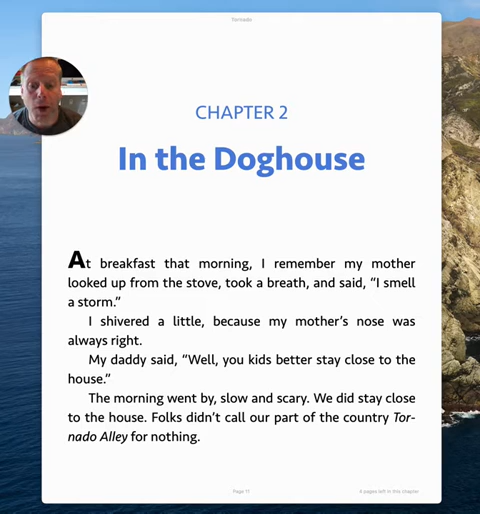 Tornado
CHAPTER 2
In the Doghouse
At breakfast that morning, I remember my mother
looked up from the stove, took a breath, and said, “I smell
a storm.”
I shivered a little, because my mother’s nose was
always right.
My daddy said, “Well, you kids better stay close to the
house.”
The morning went by, slow and scary. We did stay close
to the house. Folks didn’t call our part of the country Tor-
nado Alley for nothing.
Page 11
4 pages left in this chapter